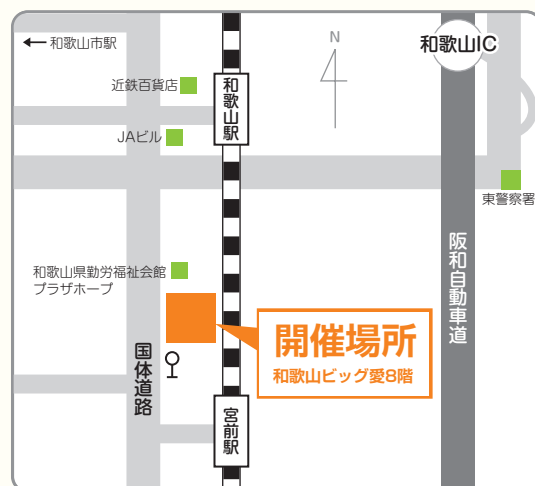 ← 和歌山市駅
N
和歌山IC
近鉄百貨店
和歌山駅
JAビル
東警察署
阪和自動車道
和歌山県勤労福祉会館
プラザホープ
開催場所
和歌山ビッグ愛8階
国体道路
宮前駅